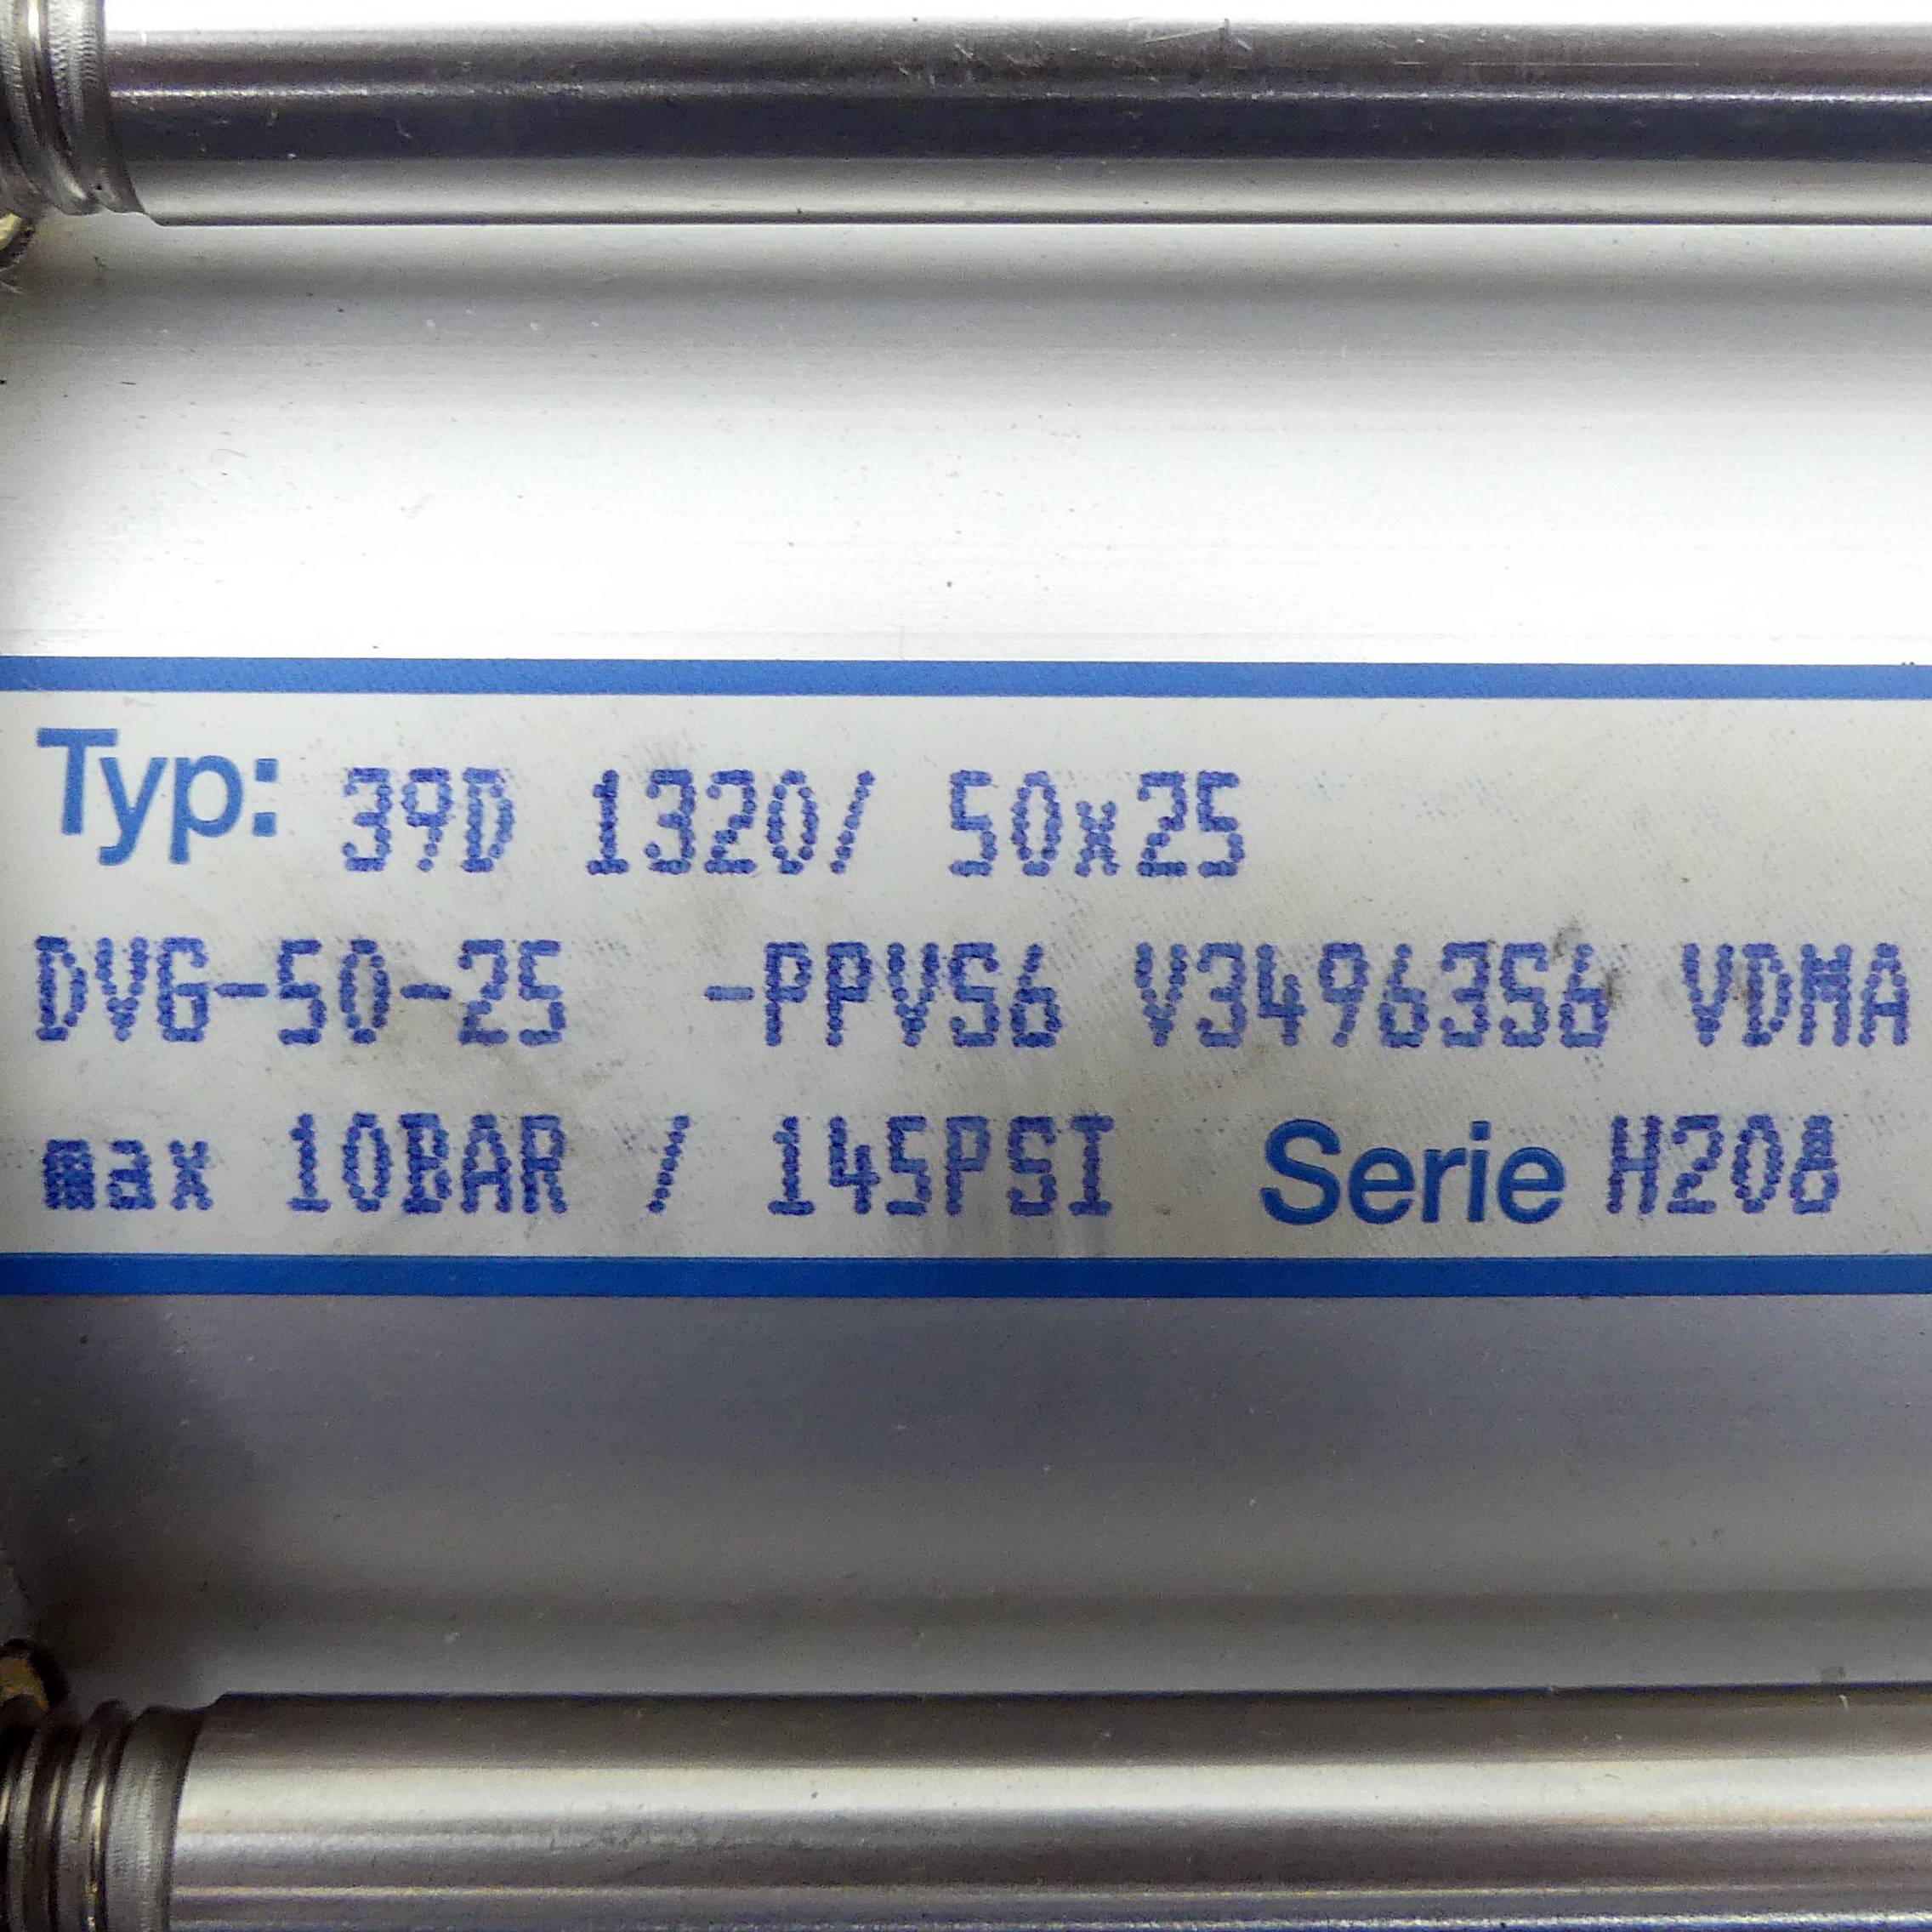 Typ: 39D 1320/ 50x25
DVG-50-25 -PPVS6 V3496356 VDMA
max 10BAR / 145PSI Serie H208